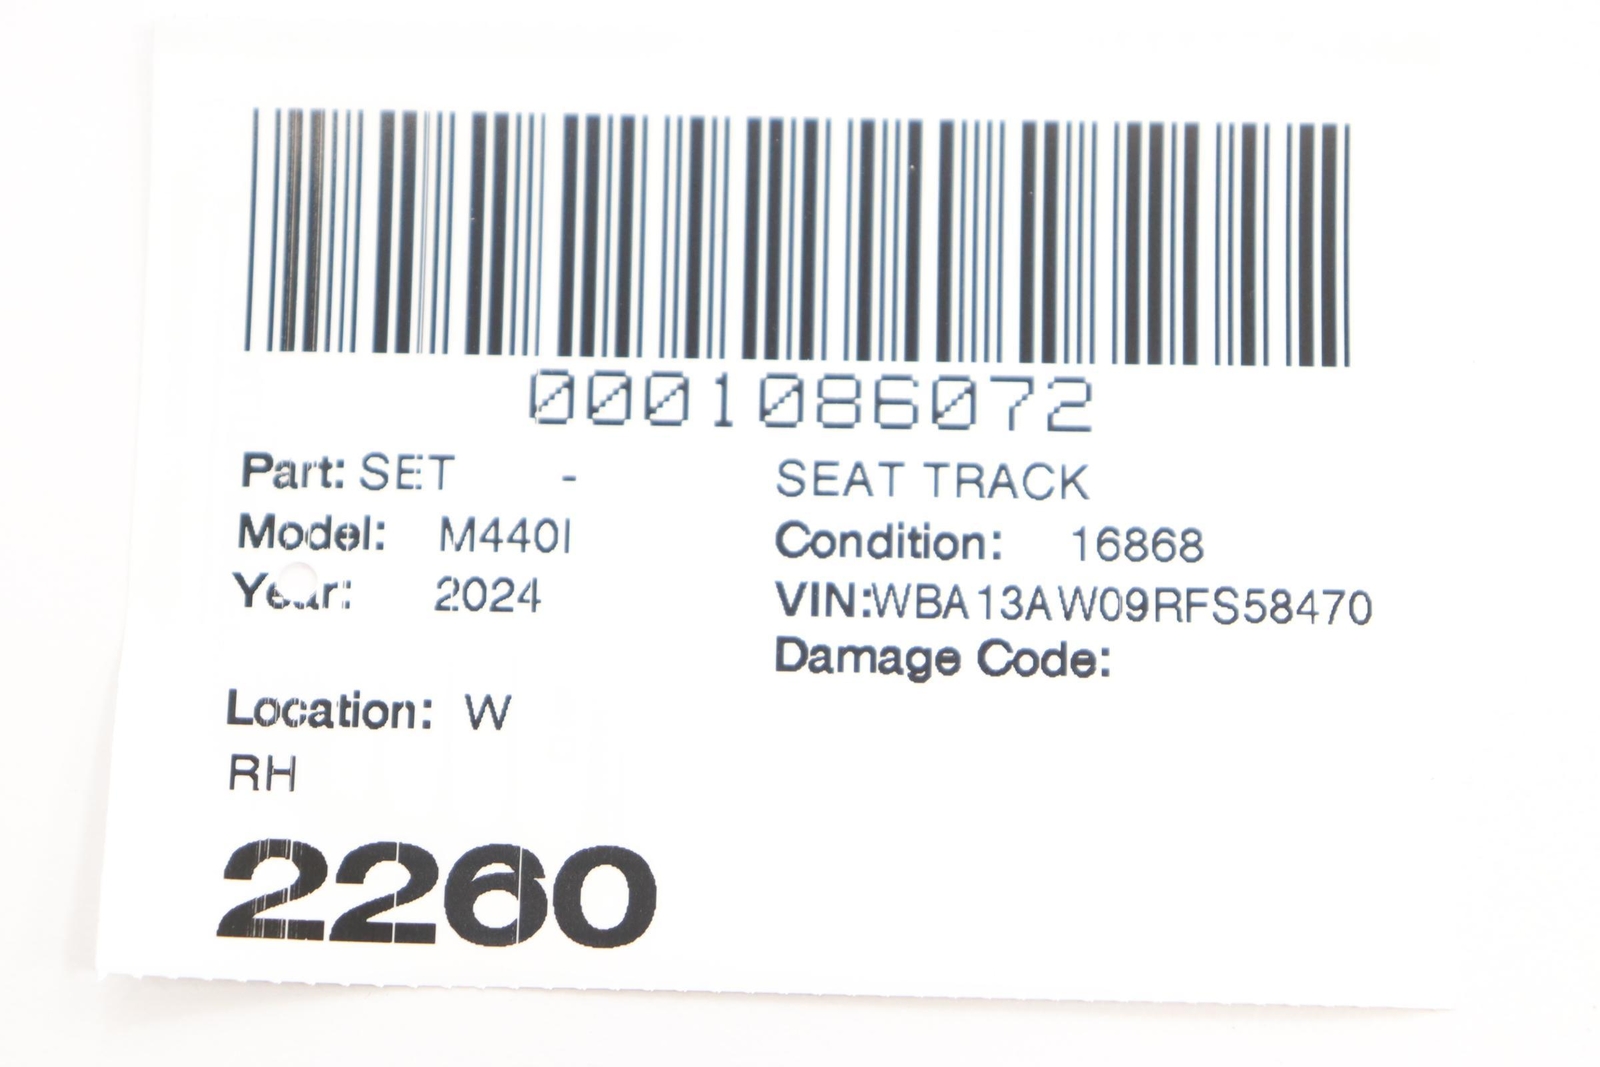 0001086072
Part: SET - SEAT TRACK
Model: M440I Condition: 16868
Year: 2024 VIN:WBA13AW09RFS58470
Damage Code:
Location: W
RH
2260